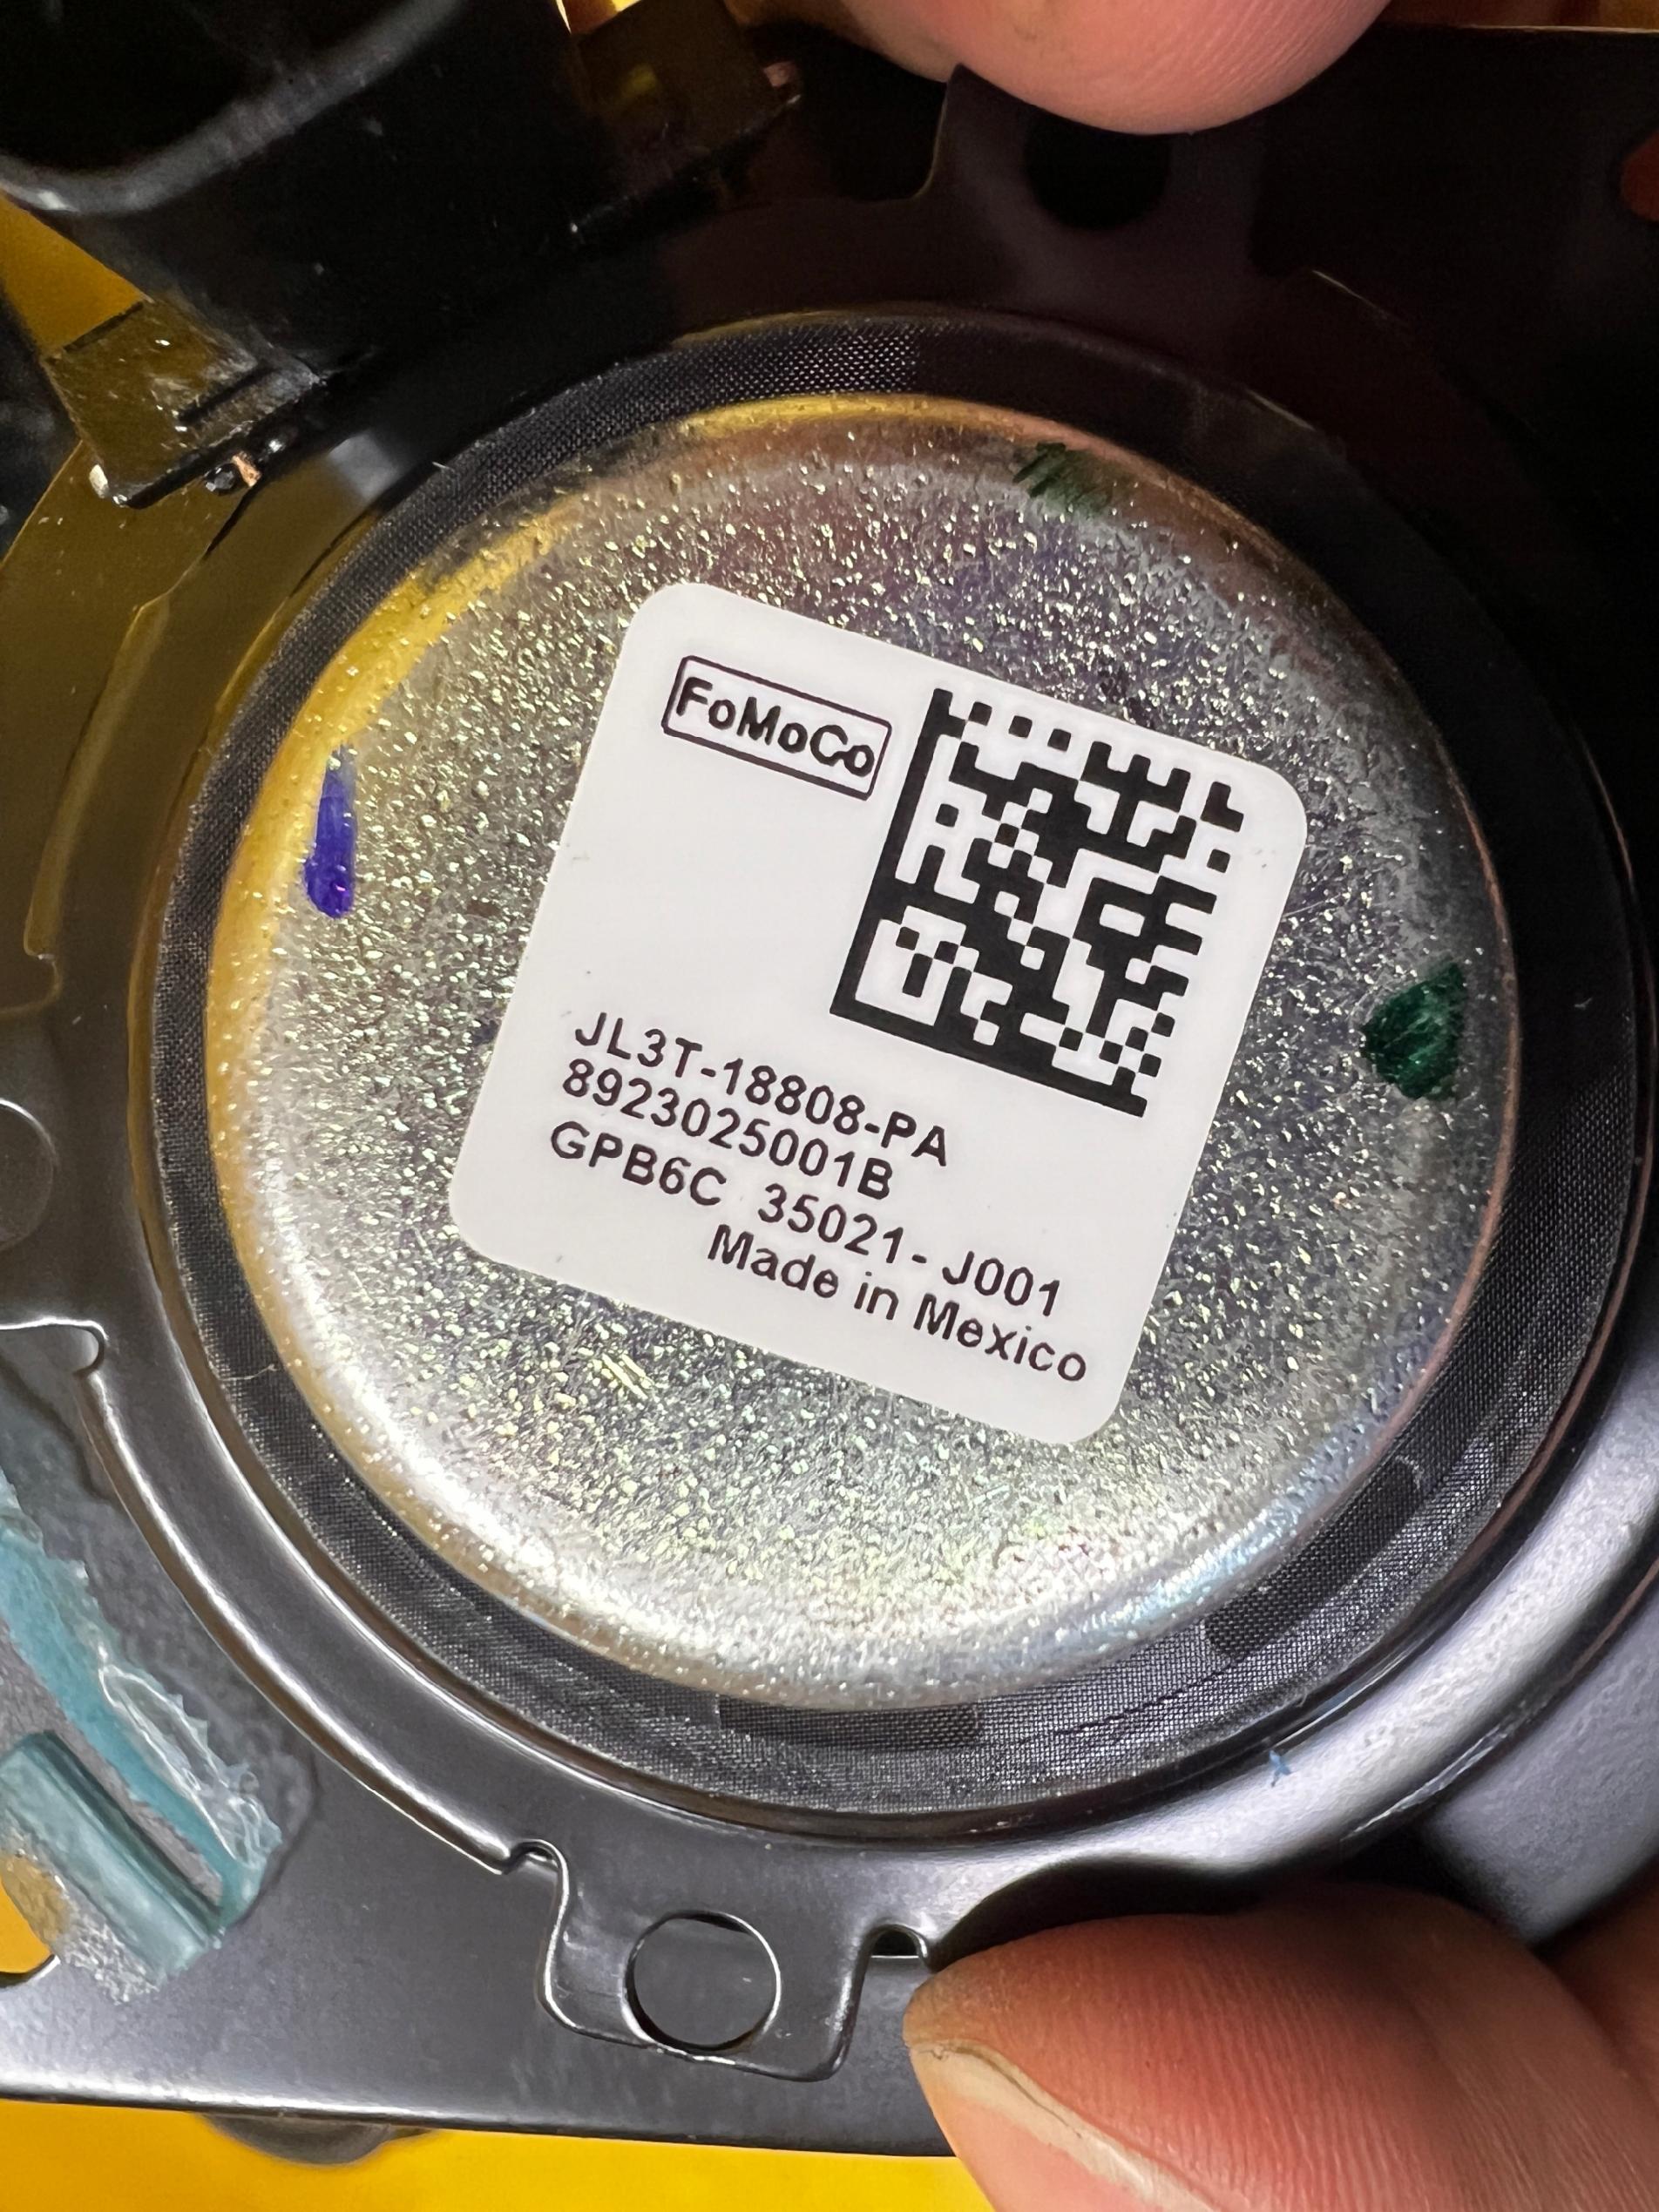 FoMoCo
JL3T-18808-PA
8923025001B
GPB6C 35021- J001
Made in Mexico